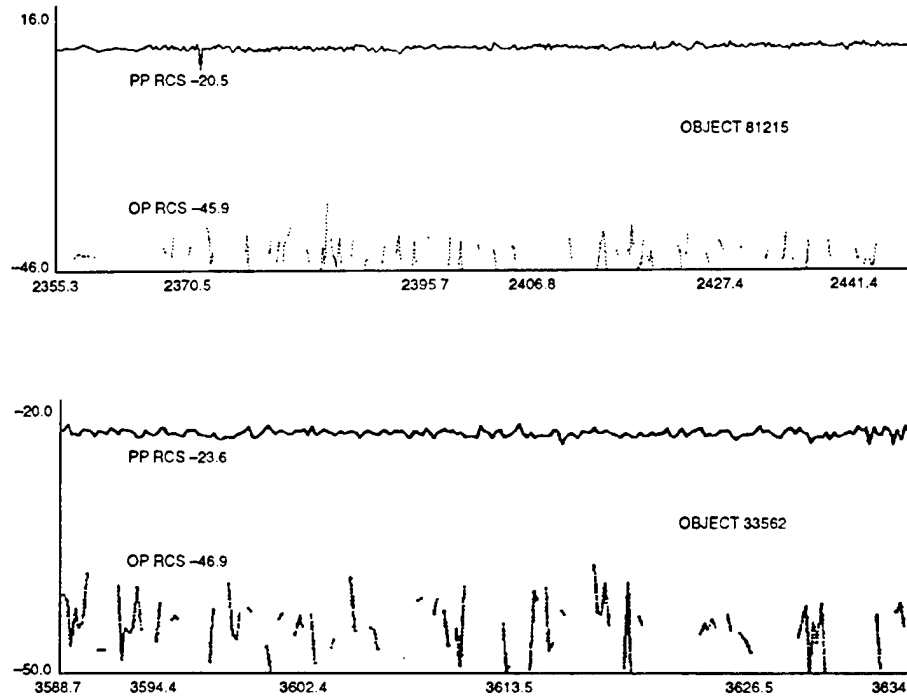 16.0
PP RCS –20.5
OBJECT 81215
OP RCS –45.9
–46.0
2355.3 2370.5 2395.7 2406.8 2427.4 2441.4
–20.0
PP RCS –23.6
OBJECT 33562
OP RCS –46.9
–50.0
3588.7 3594.4 3602.4 3613.5 3626.5 3634